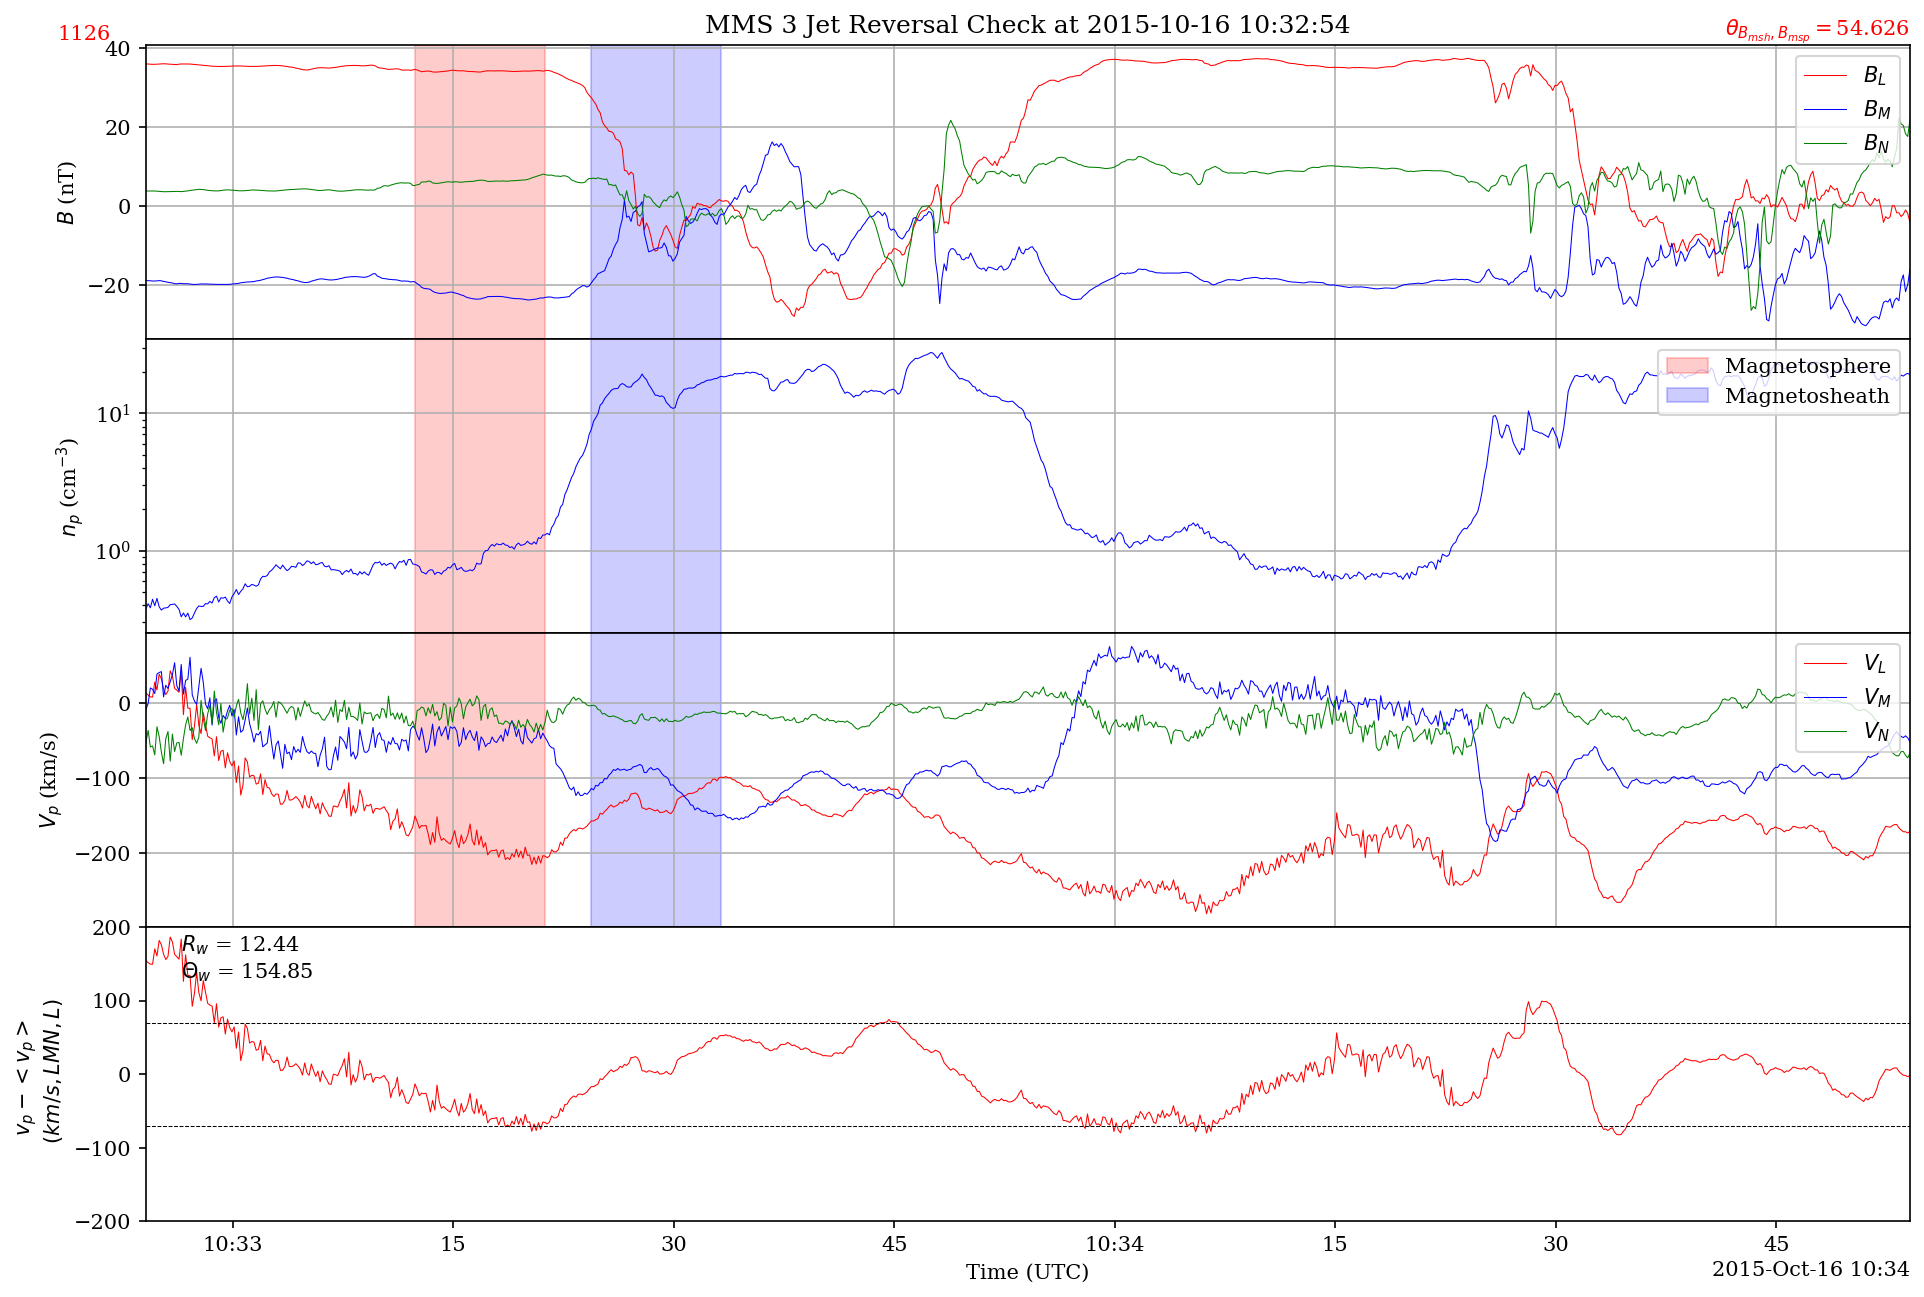 MMS 3 Jet Reversal Check at 2015-10-16 10:32:54
1126
θ_{B_{msh}, B_{msp}} = 54.626
40
20
0
−20
B (nT)
B_L
B_M
B_N
10^1
10^0
n_p (cm^{−3})
Magnetosphere
Magnetosheath
0
−100
−200
V_p (km/s)
V_L
V_M
V_N
200
100
0
−100
−200
v_p − < v_p >
(km/s, LMN, L)
R_w = 12.44
Θ_w = 154.85
10:33
15
30
45
10:34
15
30
45
Time (UTC)
2015-Oct-16 10:34